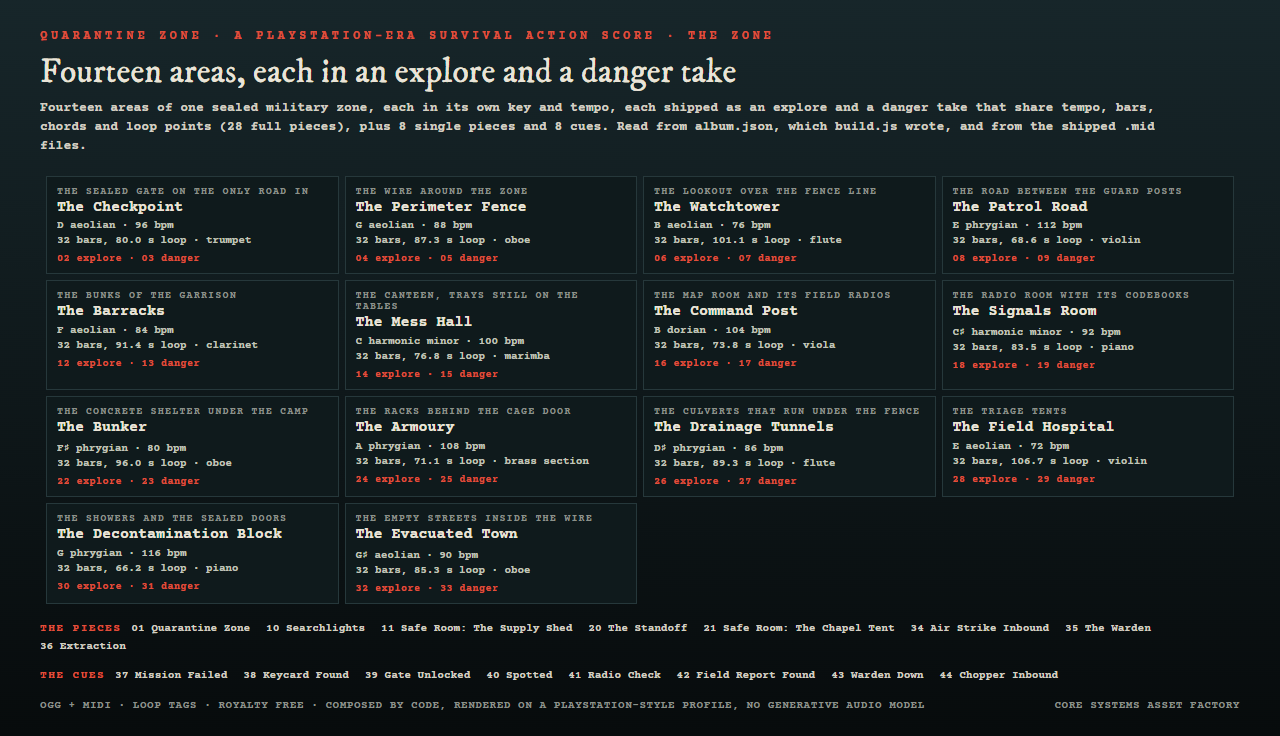 QUARANTINE ZONE · A PLAYSTATION-ERA SURVIVAL ACTION SCORE · THE ZONE
Fourteen areas, each in an explore and a danger take
Fourteen areas of one sealed military zone, each in its own key and tempo, each shipped as an explore and a danger take that share tempo, bars,
chords and loop points (28 full pieces), plus 8 single pieces and 8 cues. Read from album.json, which build.js wrote, and from the shipped .mid
files.
THE SEALED GATE ON THE ONLY ROAD IN
The Checkpoint
D aeolian · 96 bpm
32 bars, 80.0 s loop · trumpet
02 explore · 03 danger
THE WIRE AROUND THE ZONE
The Perimeter Fence
G aeolian · 88 bpm
32 bars, 87.3 s loop · oboe
04 explore · 05 danger
THE LOOKOUT OVER THE FENCE LINE
The Watchtower
B aeolian · 76 bpm
32 bars, 101.1 s loop · flute
06 explore · 07 danger
THE ROAD BETWEEN THE GUARD POSTS
The Patrol Road
E phrygian · 112 bpm
32 bars, 68.6 s loop · violin
08 explore · 09 danger
THE BUNKS OF THE GARRISON
The Barracks
F aeolian · 84 bpm
32 bars, 91.4 s loop · clarinet
12 explore · 13 danger
THE CANTEEN, TRAYS STILL ON THE
TABLES
The Mess Hall
C harmonic minor · 100 bpm
32 bars, 76.8 s loop · marimba
14 explore · 15 danger
THE MAP ROOM AND ITS FIELD RADIOS
The Command Post
B dorian · 104 bpm
32 bars, 73.8 s loop · viola
16 explore · 17 danger
THE RADIO ROOM WITH ITS CODEBOOKS
The Signals Room
C♯ harmonic minor · 92 bpm
32 bars, 83.5 s loop · piano
18 explore · 19 danger
THE CONCRETE SHELTER UNDER THE CAMP
The Bunker
F♯ phrygian · 80 bpm
32 bars, 96.0 s loop · oboe
22 explore · 23 danger
THE RACKS BEHIND THE CAGE DOOR
The Armoury
A phrygian · 108 bpm
32 bars, 71.1 s loop · brass section
24 explore · 25 danger
THE CULVERTS THAT RUN UNDER THE FENCE
The Drainage Tunnels
D♯ phrygian · 86 bpm
32 bars, 89.3 s loop · flute
26 explore · 27 danger
THE TRIAGE TENTS
The Field Hospital
E aeolian · 72 bpm
32 bars, 106.7 s loop · violin
28 explore · 29 danger
THE SHOWERS AND THE SEALED DOORS
The Decontamination Block
G phrygian · 116 bpm
32 bars, 66.2 s loop · piano
30 explore · 31 danger
THE EMPTY STREETS INSIDE THE WIRE
The Evacuated Town
G♯ aeolian · 90 bpm
32 bars, 85.3 s loop · oboe
32 explore · 33 danger
THE PIECES 01 Quarantine Zone 10 Searchlights 11 Safe Room: The Supply Shed 20 The Standoff 21 Safe Room: The Chapel Tent 34 Air Strike Inbound 35 The Warden
36 Extraction
THE CUES 37 Mission Failed 38 Keycard Found 39 Gate Unlocked 40 Spotted 41 Radio Check 42 Field Report Found 43 Warden Down 44 Chopper Inbound
OGG + MIDI · LOOP TAGS · ROYALTY FREE · COMPOSED BY CODE, RENDERED ON A PLAYSTATION-STYLE PROFILE, NO GENERATIVE AUDIO MODEL
CORE SYSTEMS ASSET FACTORY